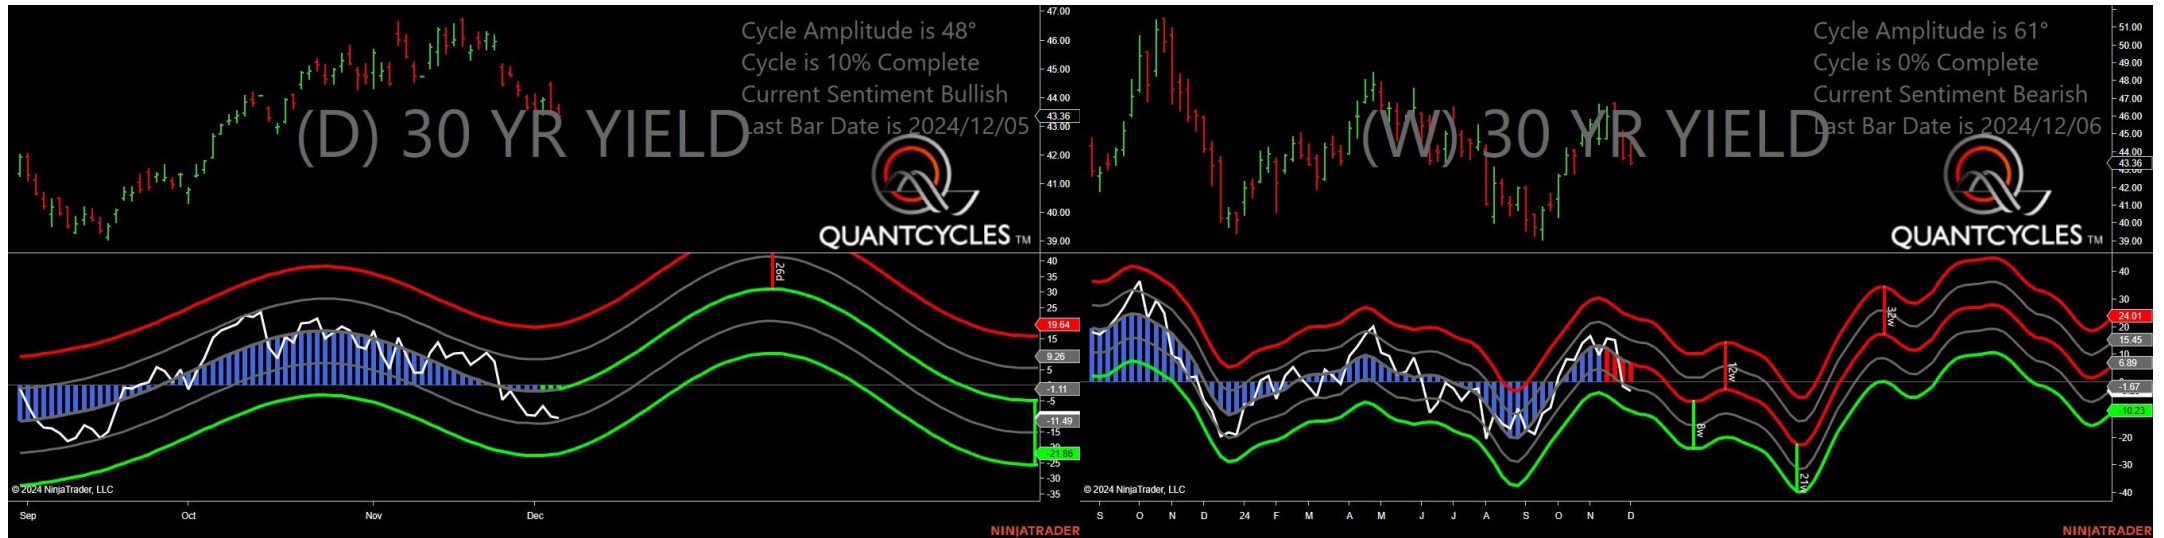 Cycle Amplitude is 48°
Cycle is 10% Complete
Current Sentiment Bullish
Last Bar Date is 2024/12/05
(D) 30 YR YIELD
QUANTCYCLES TM
47.00
46.00
45.00
44.00
43.36
43.00
42.00
41.00
40.00
39.00
26d
40
35
30
25
19.64
15
9.26
5
-1.11
-5
-11.49
-15
-21.86
-25
-30
-35
© 2024 NinjaTrader, LLC
Sep Oct Nov Dec
NINJATRADER
Cycle Amplitude is 61°
Cycle is 0% Complete
Current Sentiment Bearish
Last Bar Date is 2024/12/06
(W) 30 YR YIELD
QUANTCYCLES TM
51.00
50.00
49.00
48.00
47.00
46.00
45.00
44.00
43.36
43.00
42.00
41.00
40.00
39.00
32w
12w
8w
21w
40
30
24.01
20
15.45
10
6.89
-1.67
-10.23
-20
-30
-40
© 2024 NinjaTrader, LLC
S O N D 24 F M A M J J A S O N D
NINJATRADER